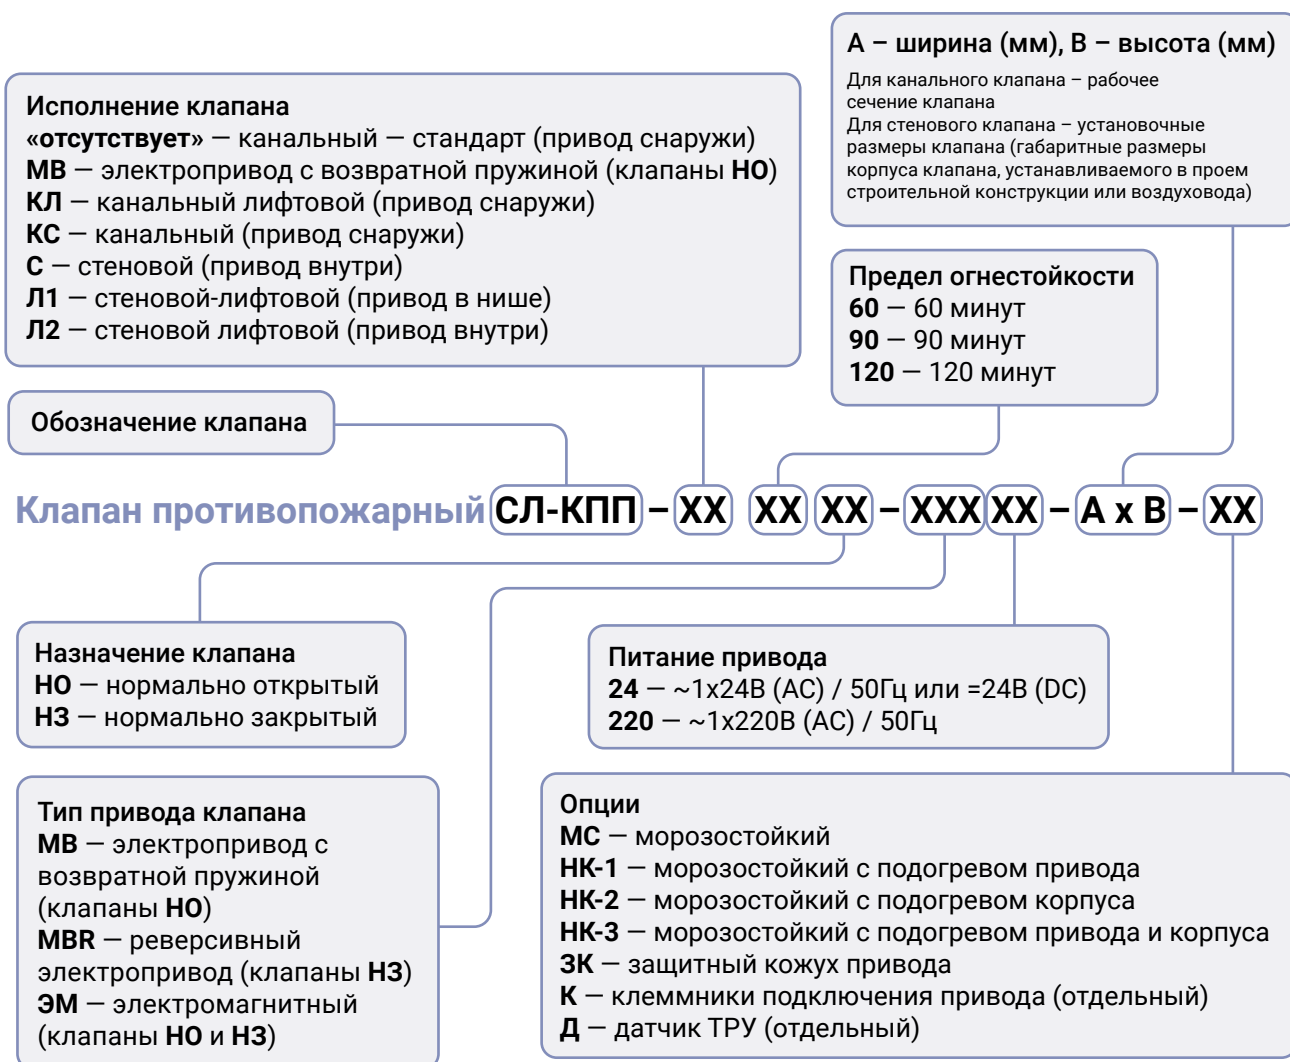 А – ширина (мм), В – высота (мм)
Для канального клапана – рабочее
сечение клапана
Для стенового клапана – установочные
размеры клапана (габаритные размеры
корпуса клапана, устанавливаемого в проем
строительной конструкции или воздуховода)
Исполнение клапана
«отсутствует» — канальный — стандарт (привод снаружи)
МВ — электропривод с возвратной пружиной (клапаны НО)
КЛ — канальный лифтовой (привод снаружи)
КС — канальный (привод снаружи)
С — стеновой (привод внутри)
Л1 — стеновой-лифтовой (привод в нише)
Л2 — стеновой лифтовой (привод внутри)
Предел огнестойкости
60 — 60 минут
90 — 90 минут
120 — 120 минут
Обозначение клапана
Клапан противопожарный СЛ-КПП – ХХ ХХ ХХ – ХХХ ХХ – А х В – ХХ
Назначение клапана
НО — нормально открытый
НЗ — нормально закрытый
Питание привода
24 — ~1х24В (AC) / 50Гц или =24В (DC)
220 — ~1х220В (AC) / 50Гц
Тип привода клапана
МВ — электропривод с
возвратной пружиной
(клапаны НО)
MBR — реверсивный
электропривод (клапаны НЗ)
ЭМ — электромагнитный
(клапаны НО и НЗ)
Опции
МС — морозостойкий
НК-1 — морозостойкий с подогревом привода
НК-2 — морозостойкий с подогревом корпуса
НК-3 — морозостойкий с подогревом привода и корпуса
ЗК — защитный кожух привода
К — клеммники подключения привода (отдельный)
Д — датчик ТРУ (отдельный)